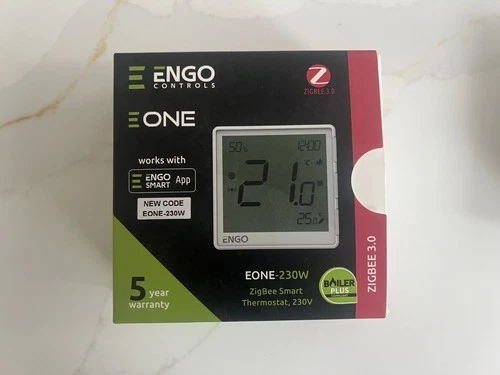 ENGO
CONTROLS
ZIGBEE 3.0
EONE
works with
ENGO
SMART
App
NEW CODE
EONE-230W
50%
12:00
°C
21.0
25.0
ENGO
5 year
warranty
EONE-230W
ZigBee Smart
Thermostat, 230V
BOILER
PLUS
ZIGBEE 3.0